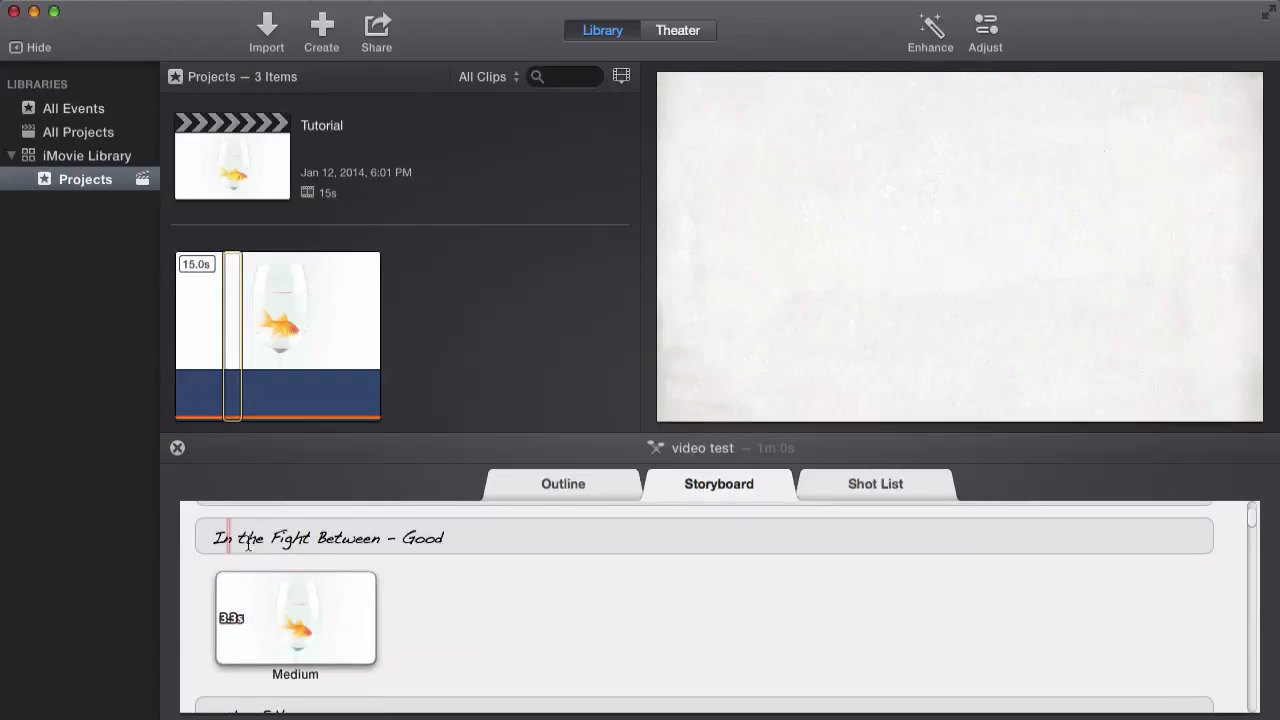 Library Theater
Hide Import Create Share Enhance Adjust
LIBRARIES
All Events
All Projects
iMovie Library
Projects
Projects — 3 Items All Clips
Tutorial
Jan 12, 2014, 6:01 PM
15s
15.0s
video test — 1m 0s
Outline Storyboard Shot List
In the Fight Between - Good
Medium